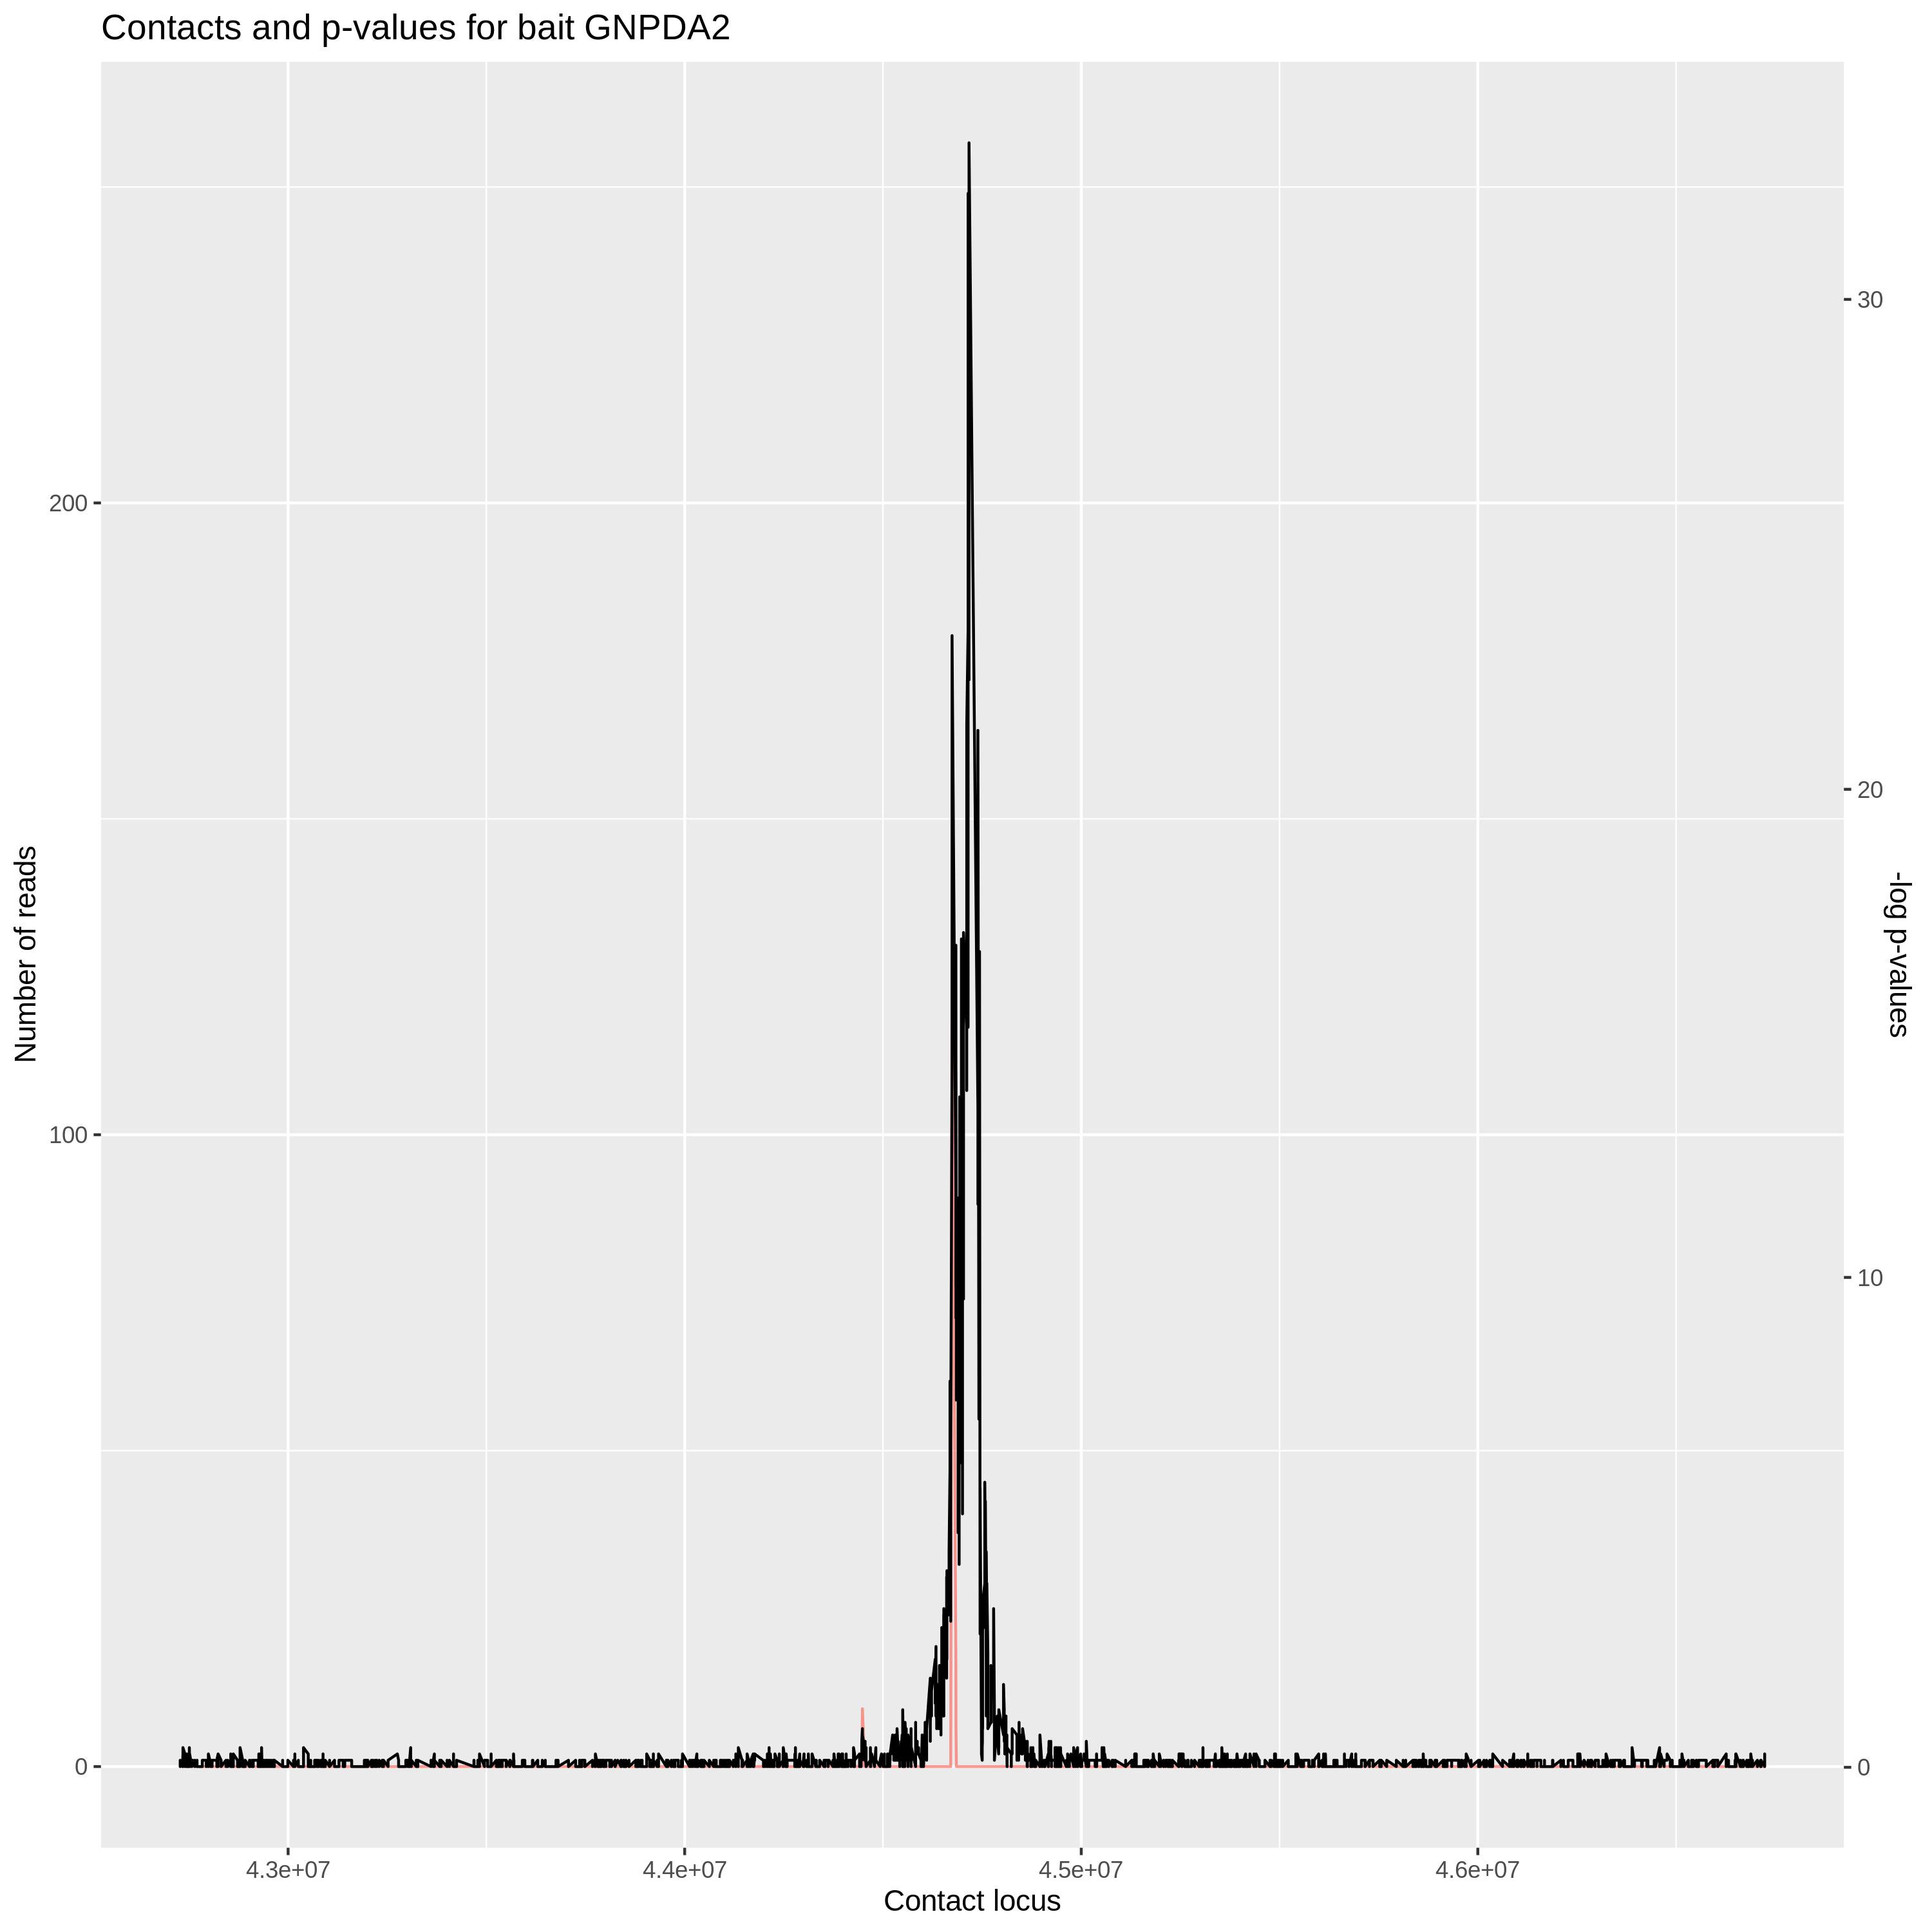 Contacts and p-values for bait GNPDA2
Number of reads
200
100
0
30
20
10
0
-log p-values
4.3e+07 4.4e+07 4.5e+07 4.6e+07
Contact locus